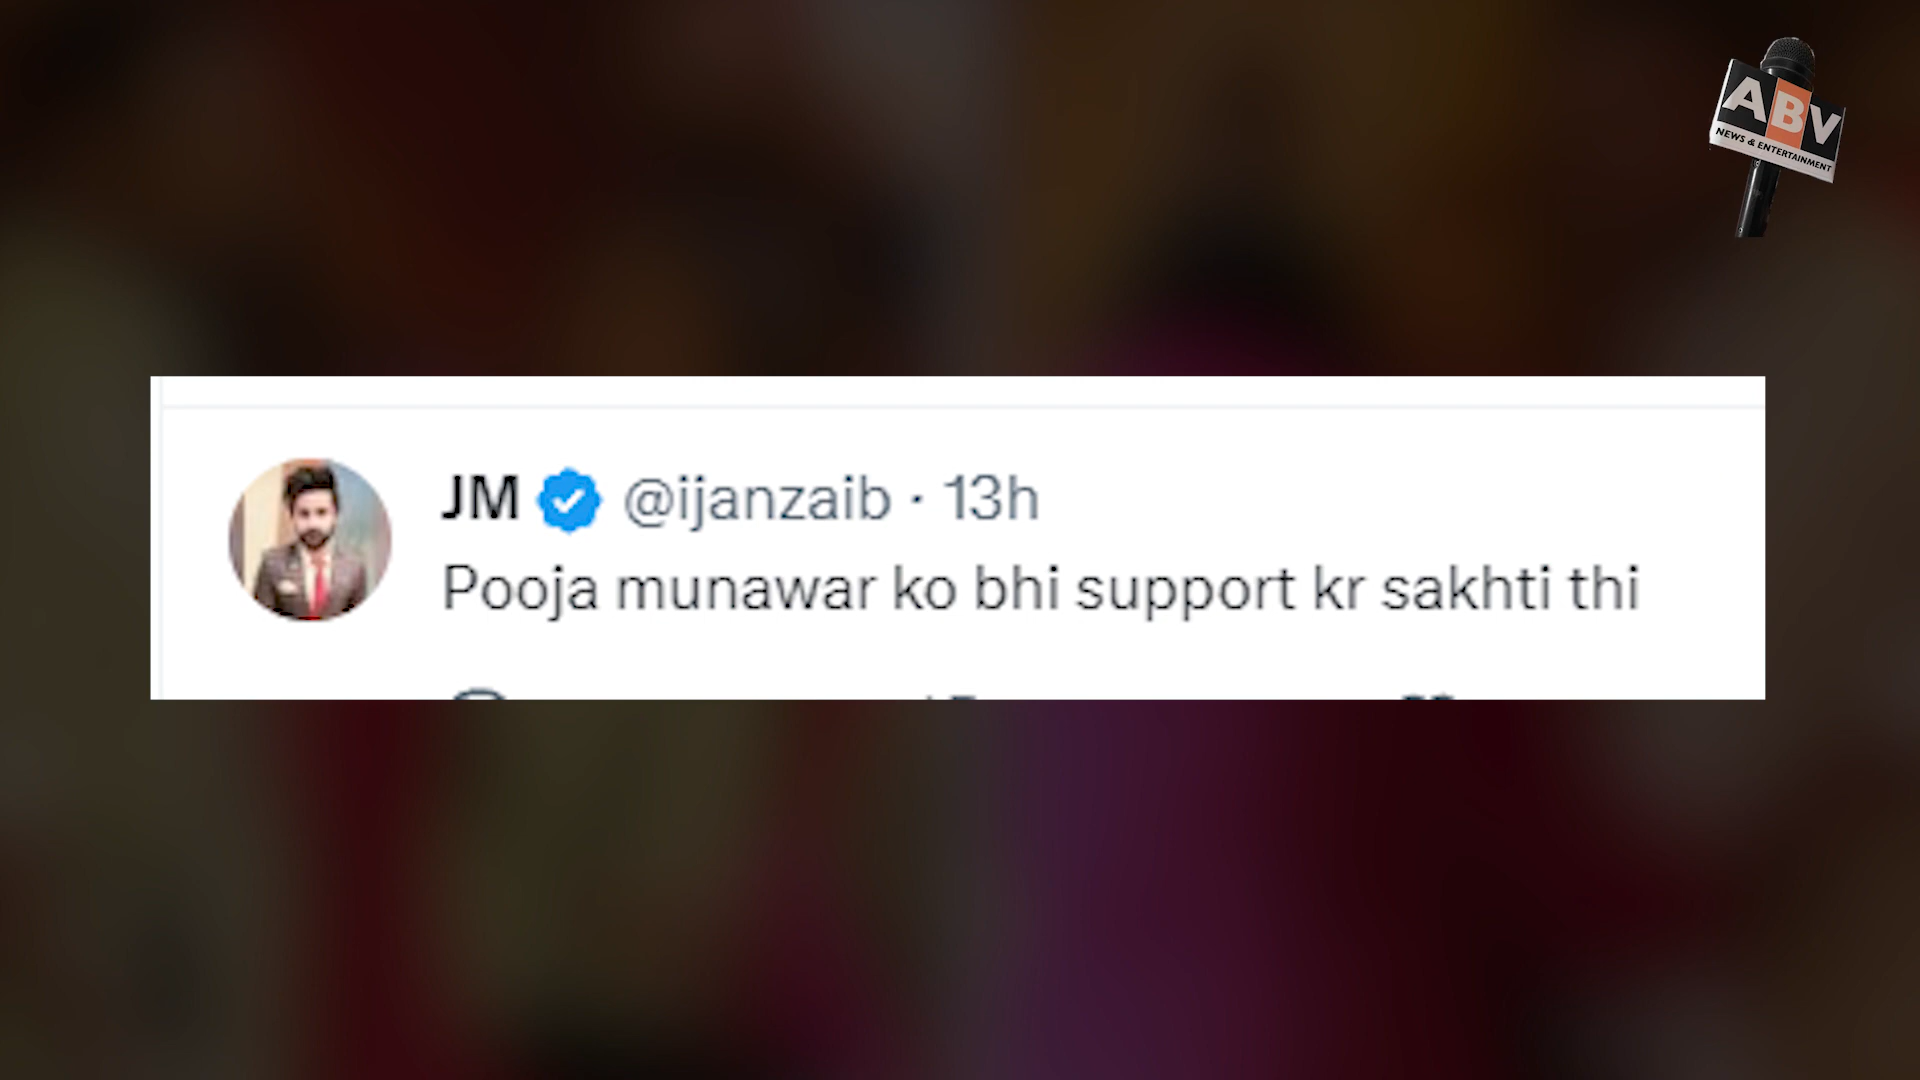 ABV
NEWS & ENTERTAINMENT
JM @ijanzaib · 13h
Pooja munawar ko bhi support kr sakhti thi